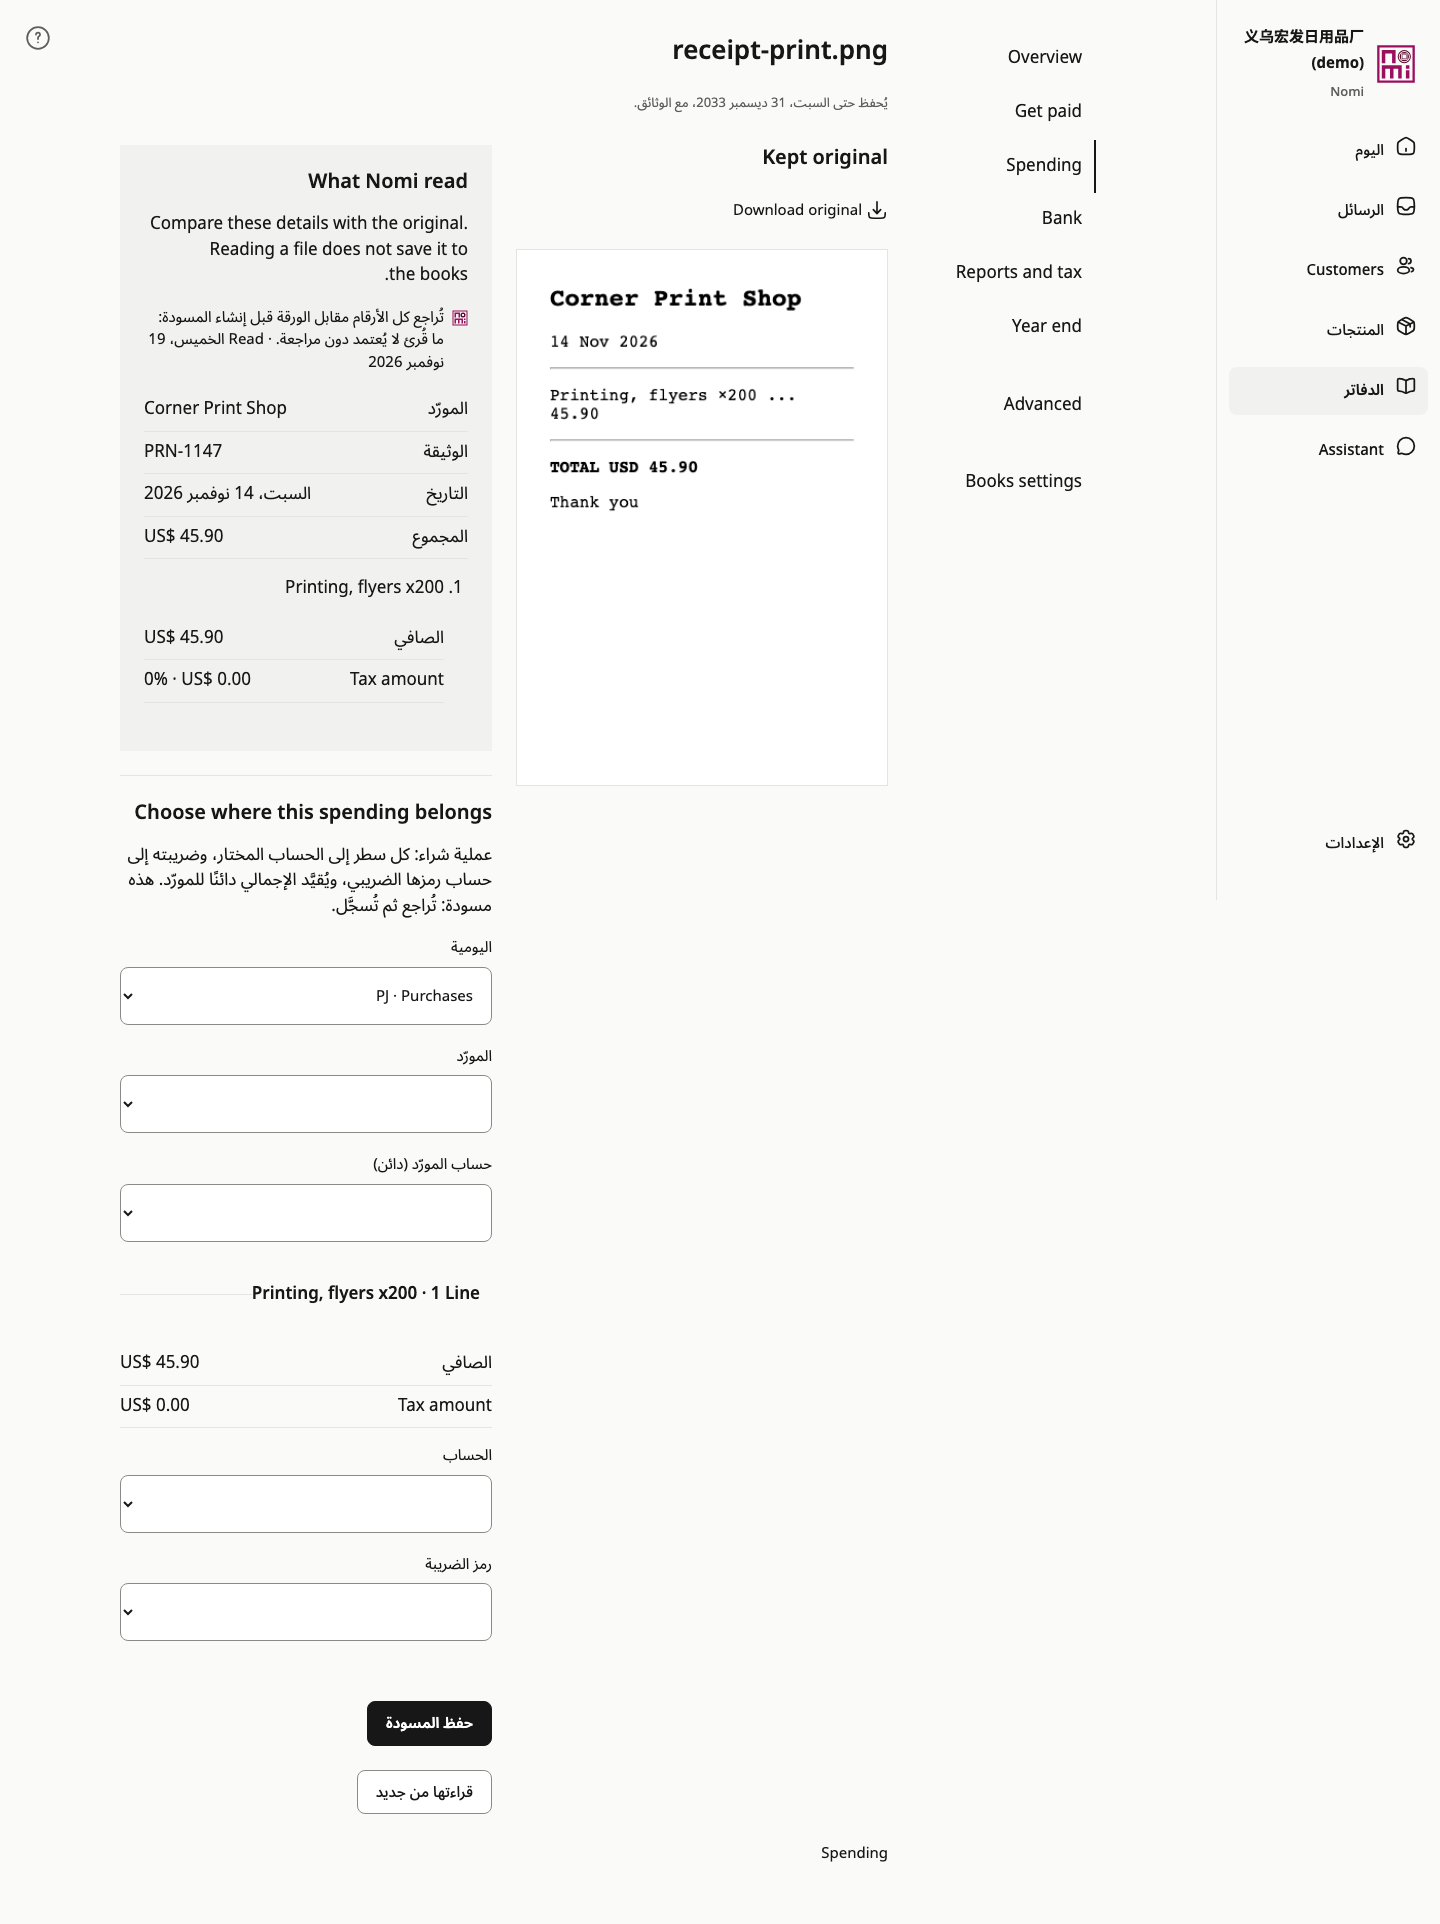 义乌宏发日用品厂
(demo)
Nomi
اليوم
الرسائل
Customers
المنتجات
الدفاتر
Assistant
الإعدادات
Overview
Get paid
Spending
Bank
Reports and tax
Year end
Advanced
Books settings
receipt-print.png
يُحفظ حتى السبت، 31 ديسمبر 2033، مع الوثائق.
Kept original
Download original
Corner Print Shop
14 Nov 2026
Printing, flyers ×200 ...
45.90
TOTAL USD 45.90
Thank you
What Nomi read
Compare these details with the original.
Reading a file does not save it to
the books.
تُراجع كل الأرقام مقابل الورقة قبل إنشاء المسودة:
ما قُرئ لا يُعتمد دون مراجعة. · Read الخميس، 19
نوفمبر 2026
المورّد Corner Print Shop
الوثيقة PRN-1147
التاريخ السبت، 14 نوفمبر 2026
المجموع US$ 45.90
1. Printing, flyers x200
الصافي US$ 45.90
Tax amount 0% · US$ 0.00
Choose where this spending belongs
عملية شراء: كل سطر إلى الحساب المختار، وضريبته إلى
حساب رمزها الضريبي، ويُقيَّد الإجمالي دائنًا للمورّد. هذه
مسودة: تُراجع ثم تُسجَّل.
اليومية
PJ · Purchases
المورّد
حساب المورّد (دائن)
Printing, flyers x200 · 1 Line
الصافي US$ 45.90
Tax amount US$ 0.00
الحساب
رمز الضريبة
حفظ المسودة
قراءتها من جديد
Spending